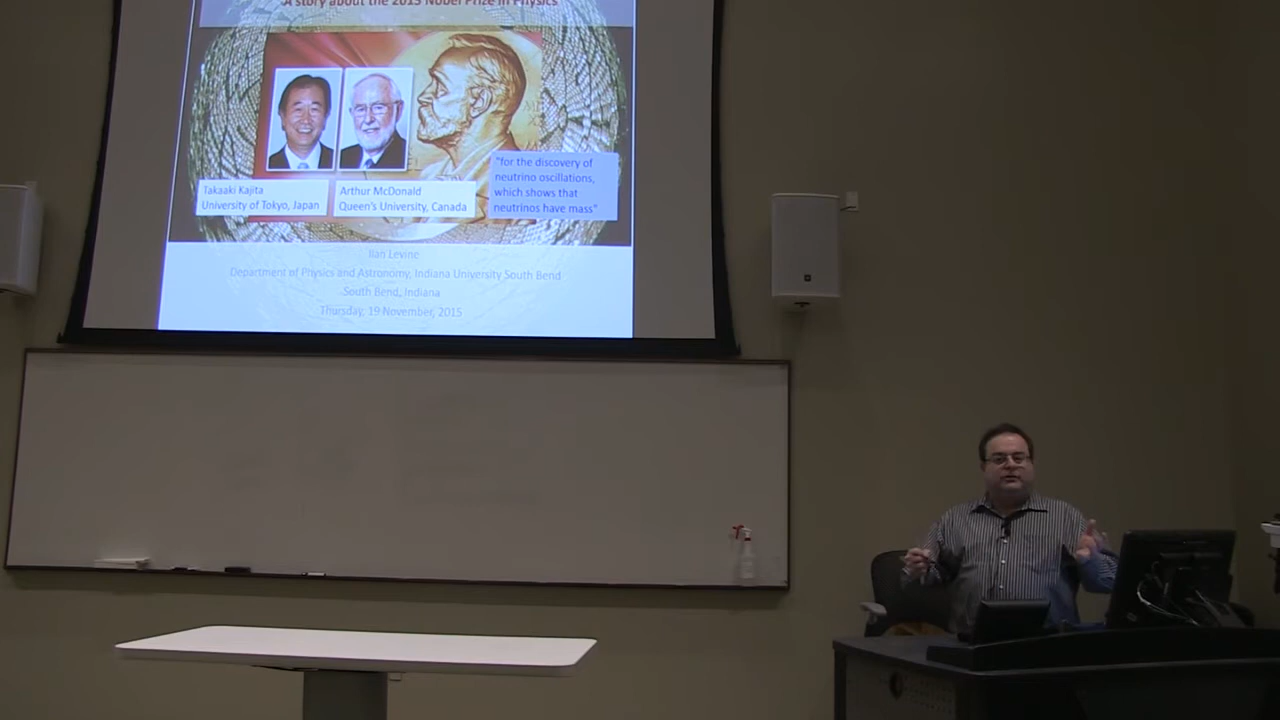 A story about the 2015 Nobel Prize in Physics
Takaaki Kajita
University of Tokyo, Japan
Arthur McDonald
Queen's University, Canada
"for the discovery of
neutrino oscillations,
which shows that
neutrinos have mass"
Ilan Levine
Department of Physics and Astronomy, Indiana University South Bend
South Bend, Indiana
Thursday, 19 November, 2015